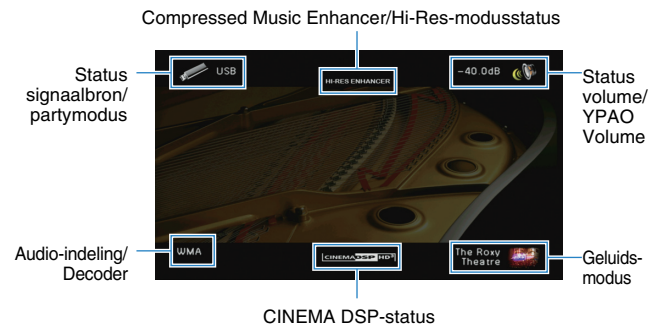 Compressed Music Enhancer/Hi-Res-modusstatus
Status
signaalbron/
partymodus
USB
HI-RES ENHANCER
-40.0dB
Status
volume/
YPAO
Volume
Audio-indeling/
Decoder
WMA
CINEMA DSP HD³
The Roxy
Theatre
Geluids-
modus
CINEMA DSP-status